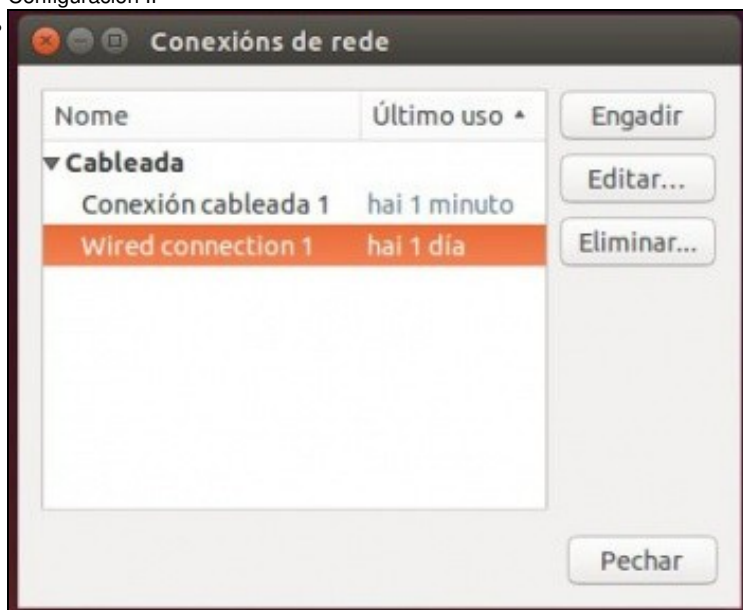 Conexións de rede
Nome Último uso
Engadir
Cableada
Editar...
Conexión cableada 1 hai 1 minuto
Wired connection 1 hai 1 día
Eliminar...
Pechar